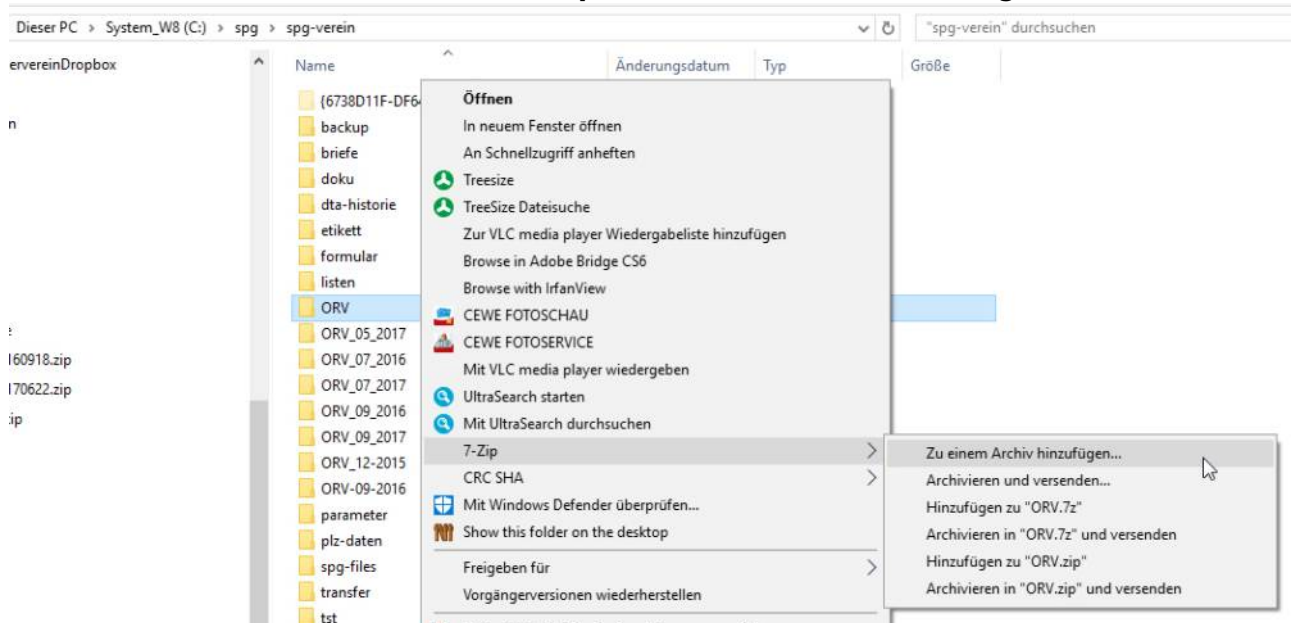 Dieser PC > System_W8 (C:) > spg > spg-verein
"spg-verein" durchsuchen
ervereinDropbox
n
160918.zip
170622.zip
ip
Name Änderungsdatum Typ Größe
{6738D11F-DF64
backup
briefe
doku
dta-historie
etikett
formular
listen
ORV
ORV_05_2017
ORV_07_2016
ORV_07_2017
ORV_09_2016
ORV_09_2017
ORV_12-2015
ORV-09-2016
parameter
plz-daten
spg-files
transfer
tst
Öffnen
In neuem Fenster öffnen
An Schnellzugriff anheften
Treesize
TreeSize Dateisuche
Zur VLC media player Wiedergabeliste hinzufügen
Browse in Adobe Bridge CS6
Browse with IrfanView
CEWE FOTOSCHAU
CEWE FOTOSERVICE
Mit VLC media player wiedergeben
UltraSearch starten
Mit UltraSearch durchsuchen
7-Zip
CRC SHA
Mit Windows Defender überprüfen...
Show this folder on the desktop
Freigeben für
Vorgängerversionen wiederherstellen
Zu einem Archiv hinzufügen...
Archivieren und versenden...
Hinzufügen zu "ORV.7z"
Archivieren in "ORV.7z" und versenden
Hinzufügen zu "ORV.zip"
Archivieren in "ORV.zip" und versenden